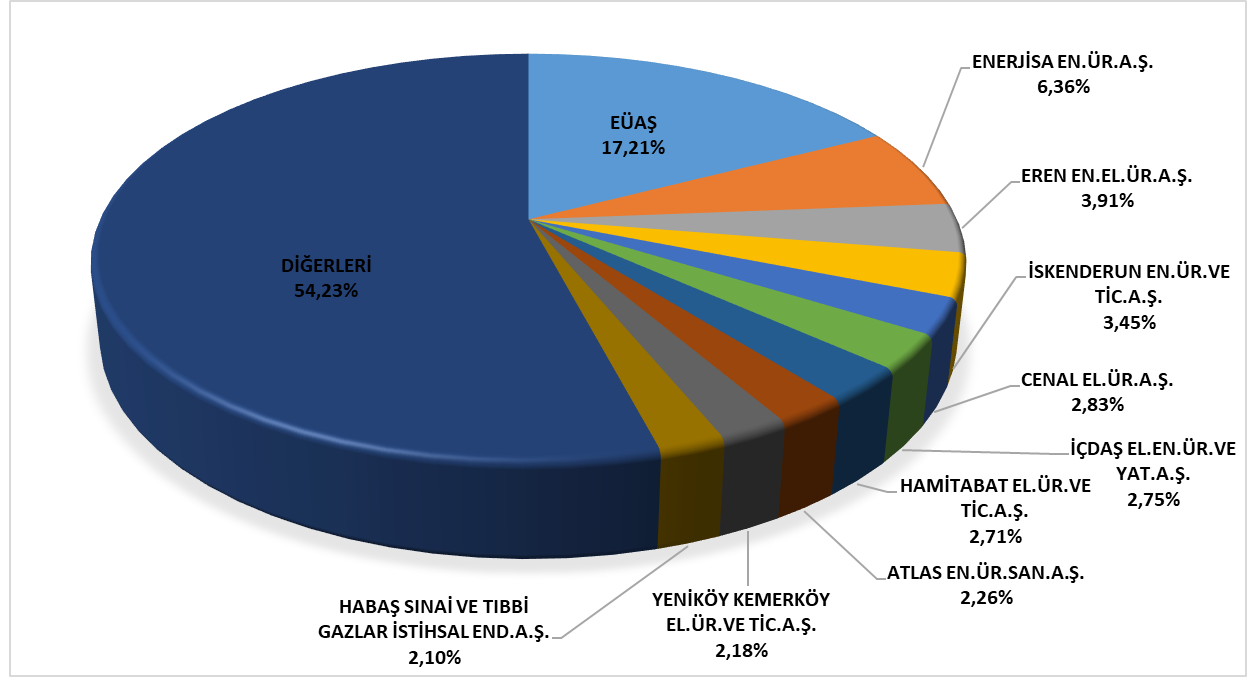 EÜAŞ
17,21%
ENERJİSA EN.ÜR.A.Ş.
6,36%
EREN EN.EL.ÜR.A.Ş.
3,91%
İSKENDERUN EN.ÜR.VE
TİC.A.Ş.
3,45%
CENAL EL.ÜR.A.Ş.
2,83%
İÇDAŞ EL.EN.ÜR.VE
YAT.A.Ş.
2,75%
HAMİTABAT EL.ÜR.VE
TİC.A.Ş.
2,71%
ATLAS EN.ÜR.SAN.A.Ş.
2,26%
YENİKÖY KEMERKÖY
EL.ÜR.VE TİC.A.Ş.
2,18%
HABAŞ SINAİ VE TIBBİ
GAZLAR İSTİHSAL END.A.Ş.
2,10%
DİĞERLERİ
54,23%